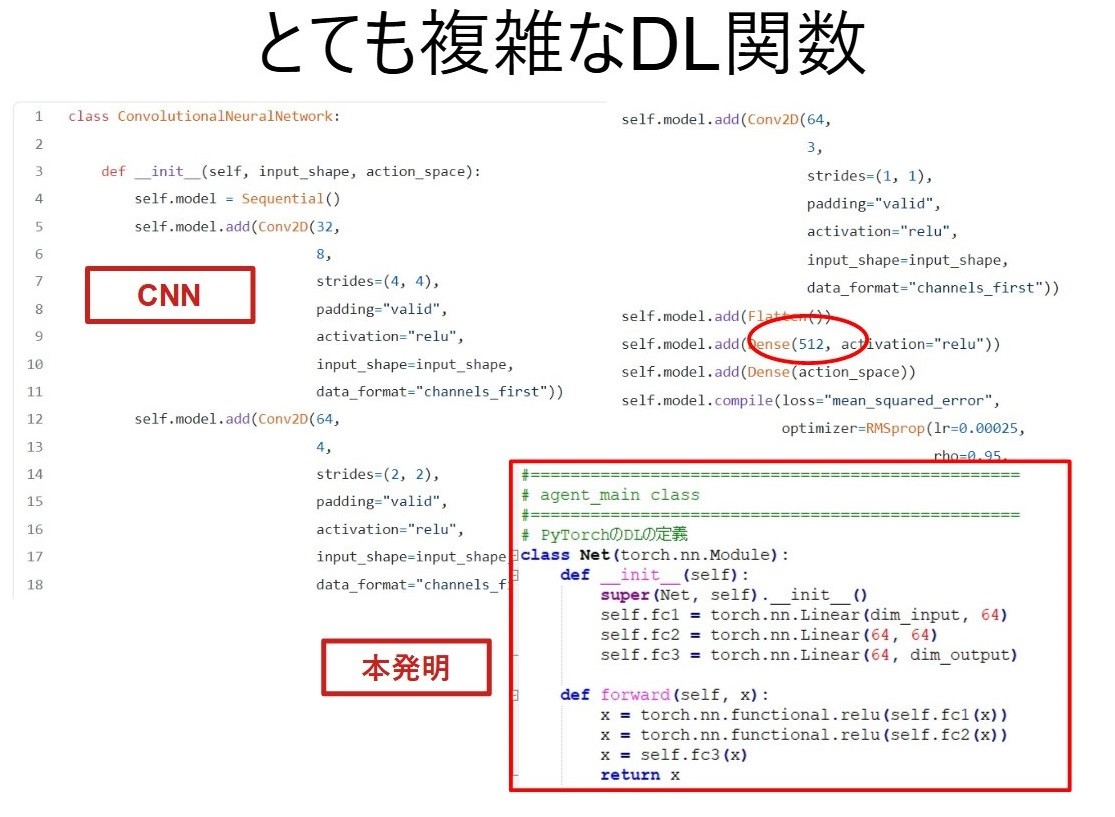 とても複雑なDL関数
1 class ConvolutionalNeuralNetwork:
2
3 def __init__(self, input_shape, action_space):
4 self.model = Sequential()
5 self.model.add(Conv2D(32,
6 8,
7 strides=(4, 4),
8 padding="valid",
9 activation="relu",
10 input_shape=input_shape,
11 data_format="channels_first"))
12 self.model.add(Conv2D(64,
13 4,
14 strides=(2, 2),
15 padding="valid",
16 activation="relu",
17 input_shape=input_shape
18 data_format="channels_f
CNN
self.model.add(Conv2D(64,
3,
strides=(1, 1),
padding="valid",
activation="relu",
input_shape=input_shape,
data_format="channels_first"))
self.model.add(Flatten())
self.model.add(Dense(512, activation="relu"))
self.model.add(Dense(action_space))
self.model.compile(loss="mean_squared_error",
optimizer=RMSprop(lr=0.00025,
rho=0.95,
本発明
#=================================================
# agent_main class
#=================================================
# PyTorchのDLの定義
class Net(torch.nn.Module):
def __init__(self):
super(Net, self).__init__()
self.fc1 = torch.nn.Linear(dim_input, 64)
self.fc2 = torch.nn.Linear(64, 64)
self.fc3 = torch.nn.Linear(64, dim_output)
def forward(self, x):
x = torch.nn.functional.relu(self.fc1(x))
x = torch.nn.functional.relu(self.fc2(x))
x = self.fc3(x)
return x